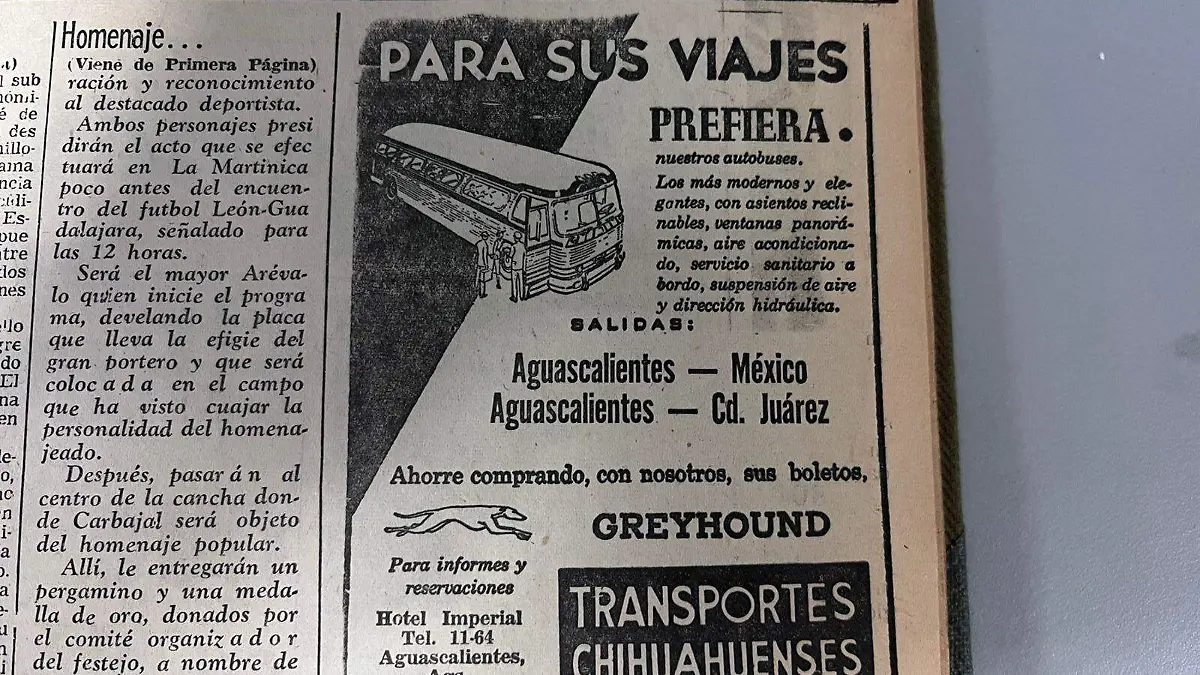 Homenaje...
(Viene de Primera Página)
ración y reconocimiento
al destacado deportista.
Ambos personajes presi
dirán el acto que se efec
tuará en La Martinica
poco antes del encuen-
tro del futbol León-Gua
dalajara, señalado para
las 12 horas.
Será el mayor Aréva-
lo quien inicie el progra
ma, develando la placa
que lleva la efigie del
gran portero y que será
colocada en el campo
que ha visto cuajar la
personalidad del homena-
jeado.
Después, pasarán al
centro de la cancha don-
de Carbajal será objeto
del homenaje popular.
Allí, le entregarán un
pergamino y una meda-
lla de oro, donados por
el comité organizador
del festejo, a nombre de
PARA SUS VIAJES
PREFIERA.
nuestros autobuses.
Los más modernos y ele-
gantes, con asientos recli-
nables, ventanas panorá-
micas, aire acondiciona-
do, servicio sanitario a
bordo, suspensión de aire
y dirección hidráulica.
SALIDAS:
Aguascalientes — México
Aguascalientes — Cd. Juárez
Ahorre comprando, con nosotros, sus boletos,
GREYHOUND
Para informes y
reservaciones
Hotel Imperial
Tel. 11-64
Aguascalientes,
Ags.
TRANSPORTES
CHIHUAHUENSES